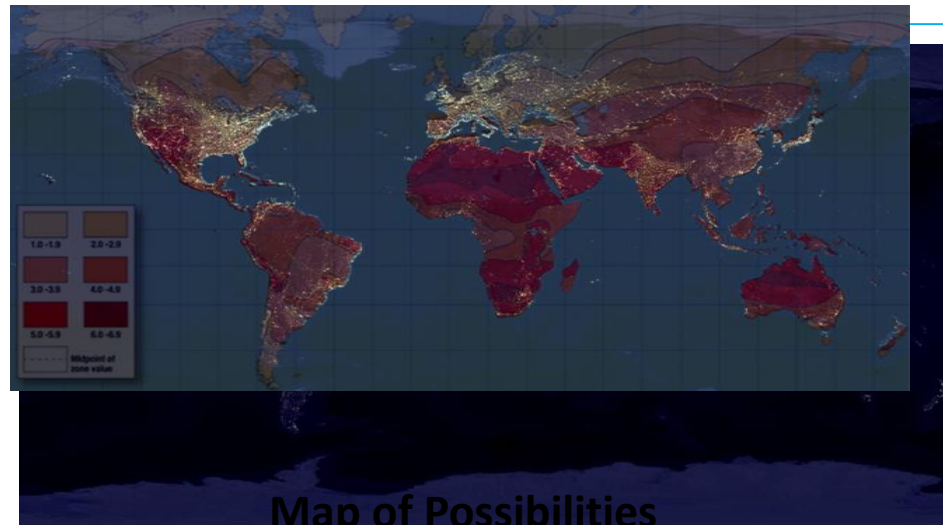 1.0 -1.9 2.0 -2.9
3.0 -3.9 4.0 -4.9
5.0 -5.9 6.0 -6.9
Midpoint of
zone value
Map of Possibilities